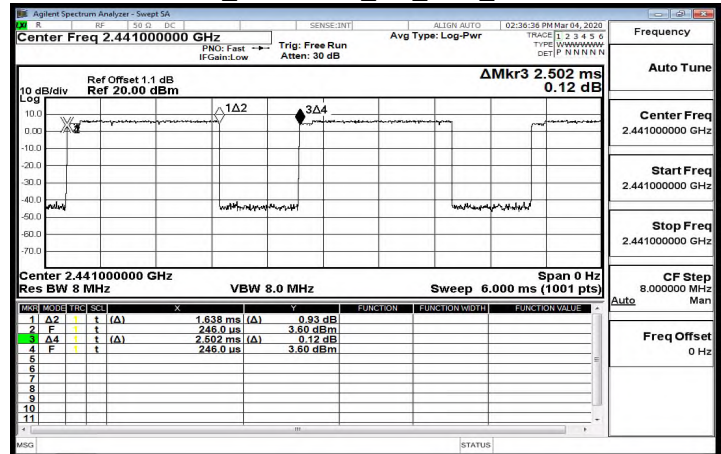 Agilent Spectrum Analyzer - Swept SA
R RF 50 Ω DC SENSE:INT ALIGN AUTO 02:36:36 PM Mar 04, 2020
Center Freq 2.441000000 GHz
PNO: Fast
IFGain:Low
Trig: Free Run
Atten: 30 dB
Avg Type: Log-Pwr
TRACE 1 2 3 4 5 6
TYPE WWWWWW
DET P N N N N N
Ref Offset 1.1 dB
10 dB/div Ref 20.00 dBm
ΔMkr3 2.502 ms
0.12 dB
Log
10.0
0.00
-10.0
-20.0
-30.0
-40.0
-50.0
-60.0
-70.0
1Δ2
3Δ4
Center 2.441000000 GHz Span 0 Hz
Res BW 8 MHz VBW 8.0 MHz Sweep 6.000 ms (1001 pts)
MKR MODE TRC SCL X Y FUNCTION FUNCTION WIDTH FUNCTION VALUE
1 Δ2 1 t (Δ) 1.638 ms (Δ) 0.93 dB
2 F 1 t 246.0 µs 3.60 dBm
3 Δ4 1 t (Δ) 2.502 ms (Δ) 0.12 dB
4 F 1 t 246.0 µs 3.60 dBm
5
6
7
8
9
10
11
MSG STATUS
Frequency
Auto Tune
Center Freq
2.441000000 GHz
Start Freq
2.441000000 GHz
Stop Freq
2.441000000 GHz
CF Step
8.000000 MHz
Auto Man
Freq Offset
0 Hz